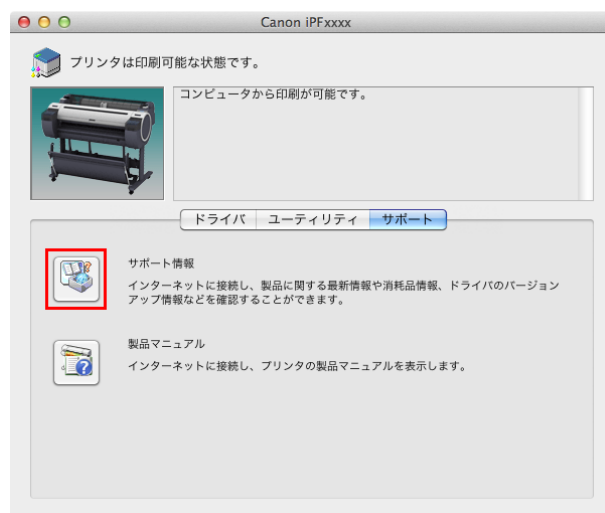 Canon iPFxxxx
プリンタは印刷可能な状態です。
コンピュータから印刷が可能です。
ドライバ ユーティリティ サポート
サポート情報
インターネットに接続し、製品に関する最新情報や消耗品情報、ドライバのバージョン
アップ情報などを確認することができます。
製品マニュアル
インターネットに接続し、プリンタの製品マニュアルを表示します。